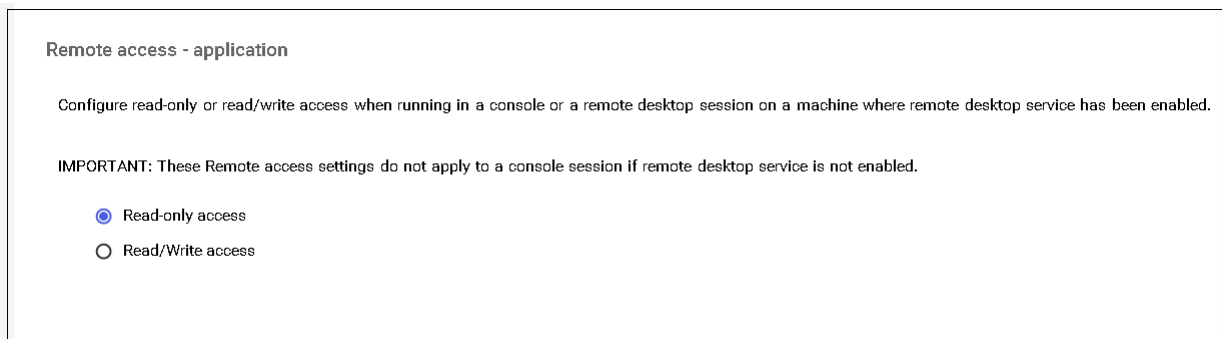 Remote access - application
Configure read-only or read/write access when running in a console or a remote desktop session on a machine where remote desktop service has been enabled.
IMPORTANT: These Remote access settings do not apply to a console session if remote desktop service is not enabled.
Read-only access
Read/Write access